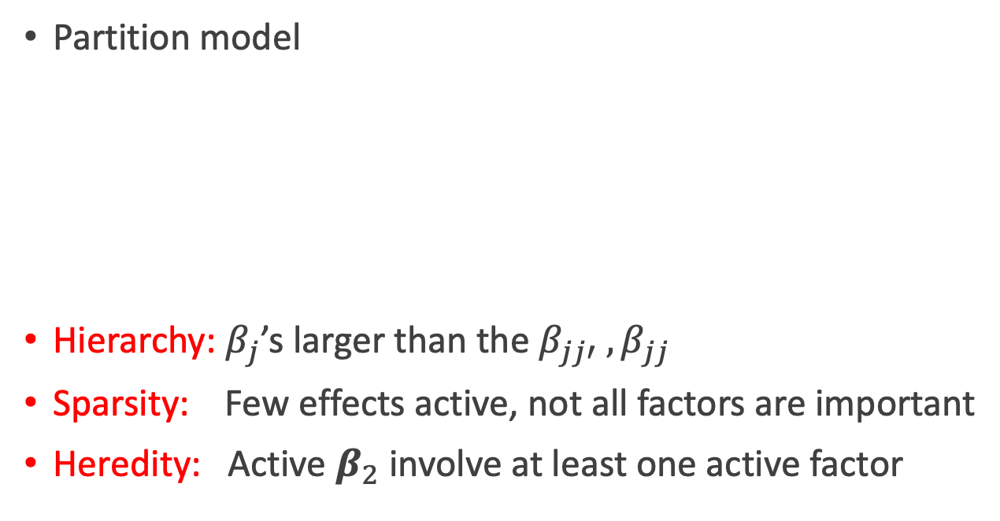 • Partition model
• Hierarchy: βⱼ's larger than the βⱼⱼ′ , βⱼⱼ
• Sparsity: Few effects active, not all factors are important
• Heredity: Active 𝜷₂ involve at least one active factor